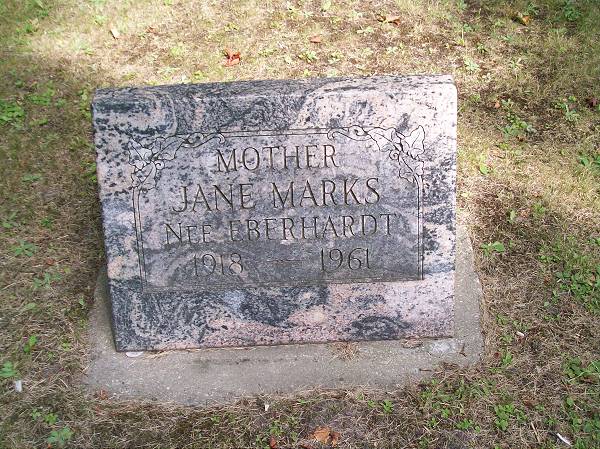 MOTHER
JANE MARKS
NEE EBERHARDT
1918 — 1961